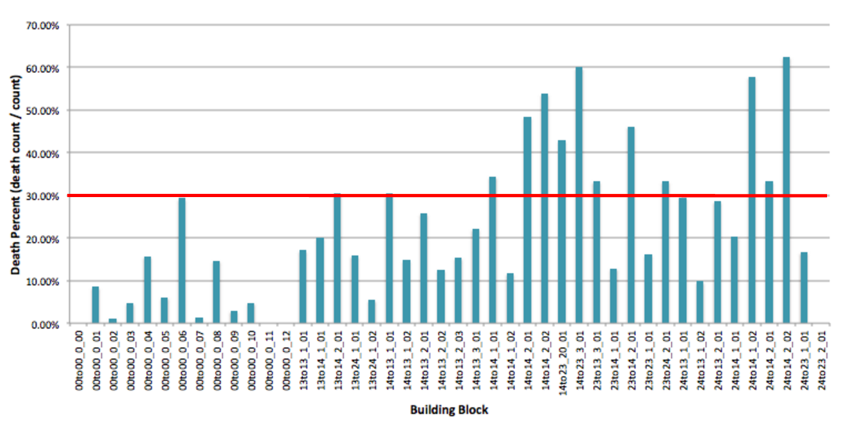 70.00%
60.00%
50.00%
40.00%
30.00%
20.00%
10.00%
0.00%
Death Percent (death count / count)
00to00_0_00
00to00_0_01
00to00_0_02
00to00_0_03
00to00_0_04
00to00_0_05
00to00_0_06
00to00_0_07
00to00_0_08
00to00_0_09
00to00_0_10
00to00_0_11
00to00_0_12
13to13_1_01
13to14_1_01
13to14_2_01
13to24_1_01
13to24_1_02
14to13_1_01
14to13_1_02
14to13_2_01
14to13_2_02
14to13_2_03
14to13_3_01
14to14_1_01
14to14_1_02
14to14_2_01
14to14_2_02
14to23_20_01
14to23_3_01
23to13_3_01
23to14_1_01
23to14_2_01
23to23_1_01
23to24_2_01
24to13_1_01
24to13_1_02
24to13_2_01
24to14_1_01
24to14_1_02
24to14_2_01
24to14_2_02
24to23_1_01
24to23_2_01
Building Block